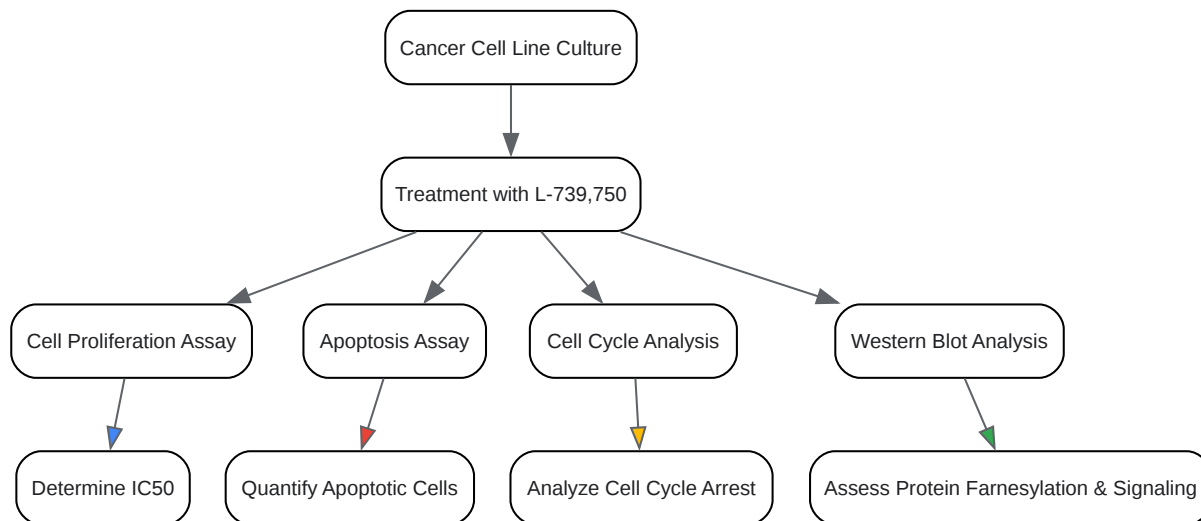 Cancer Cell Line Culture
Treatment with L-739,750
Cell Proliferation Assay
Apoptosis Assay
Cell Cycle Analysis
Western Blot Analysis
Determine IC50
Quantify Apoptotic Cells
Analyze Cell Cycle Arrest
Assess Protein Farnesylation & Signaling